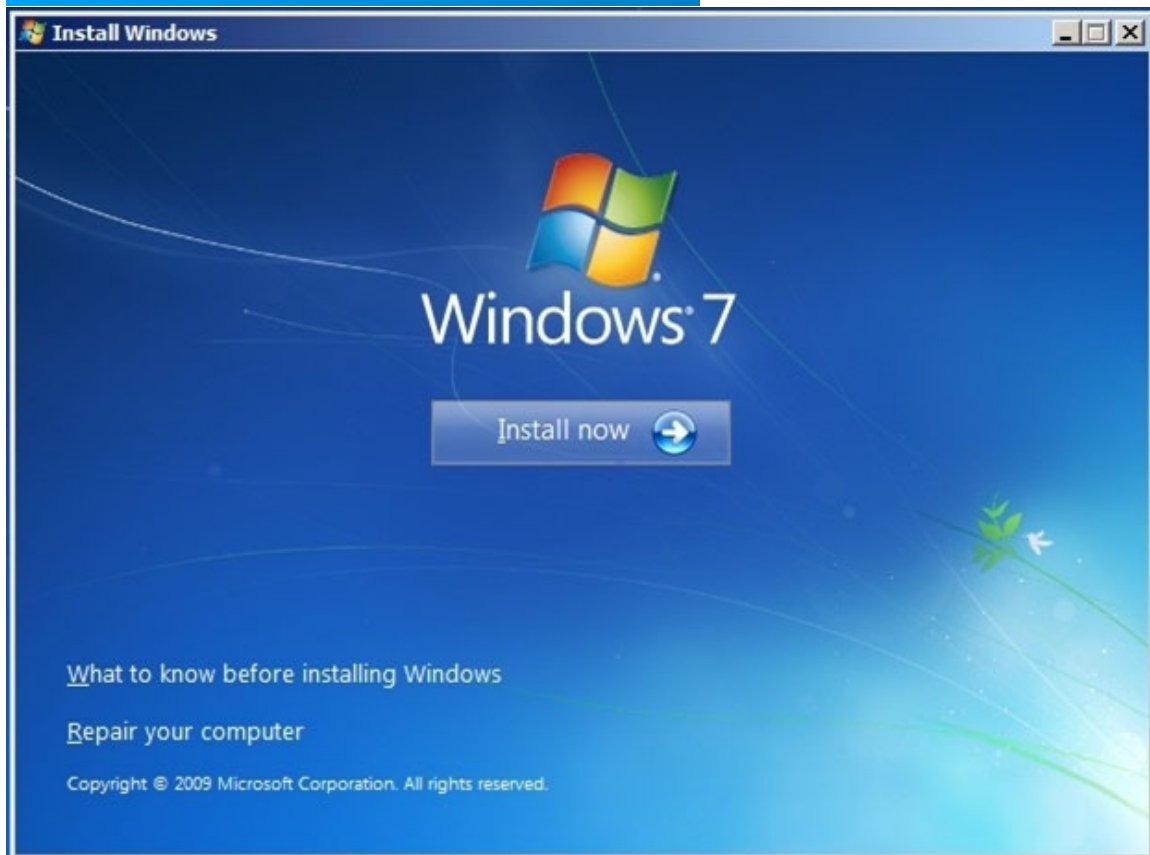 Install Windows
Windows® 7
Install now
What to know before installing Windows
Repair your computer
Copyright © 2009 Microsoft Corporation. All rights reserved.